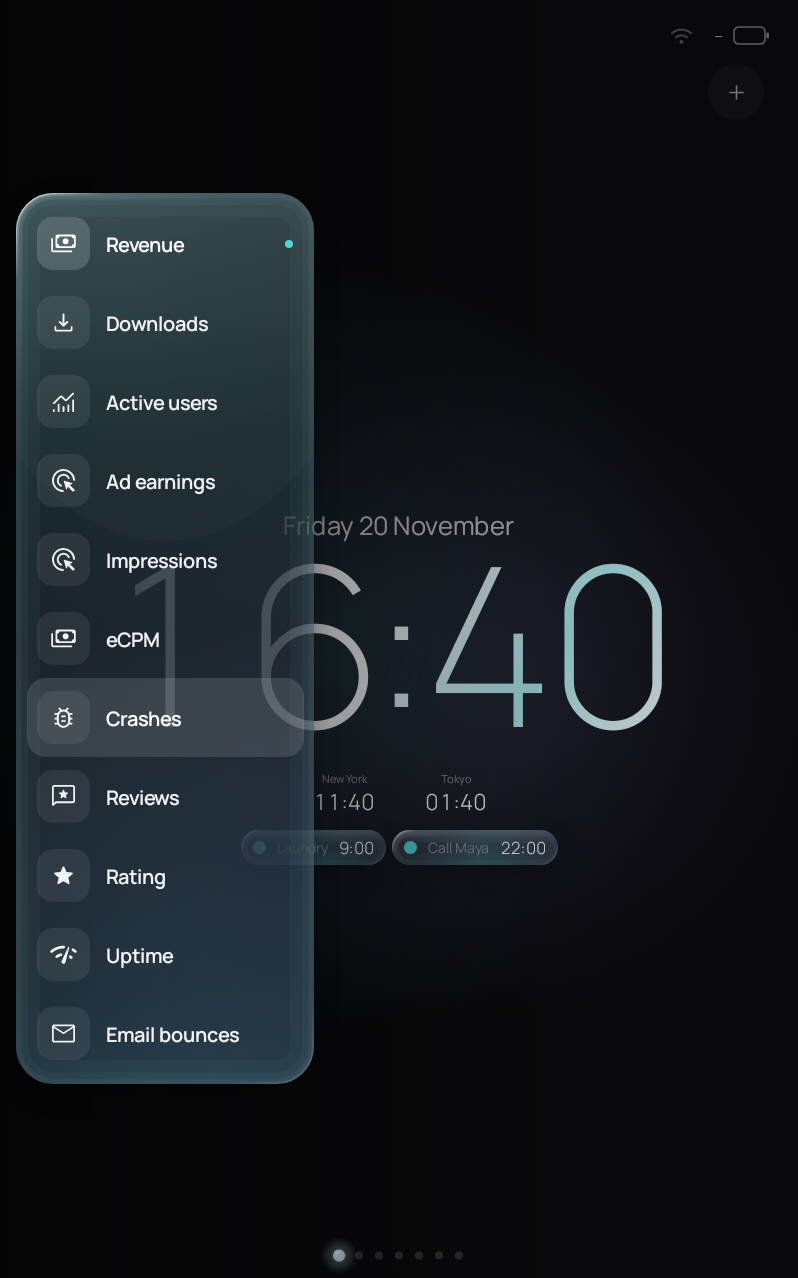 Revenue
Downloads
Active users
Ad earnings
Friday 20 November
Impressions
16:40
eCPM
Crashes
New York
Tokyo
11:40
01:40
Reviews
Laundry 9:00
Call Maya 22:00
Rating
Uptime
Email bounces